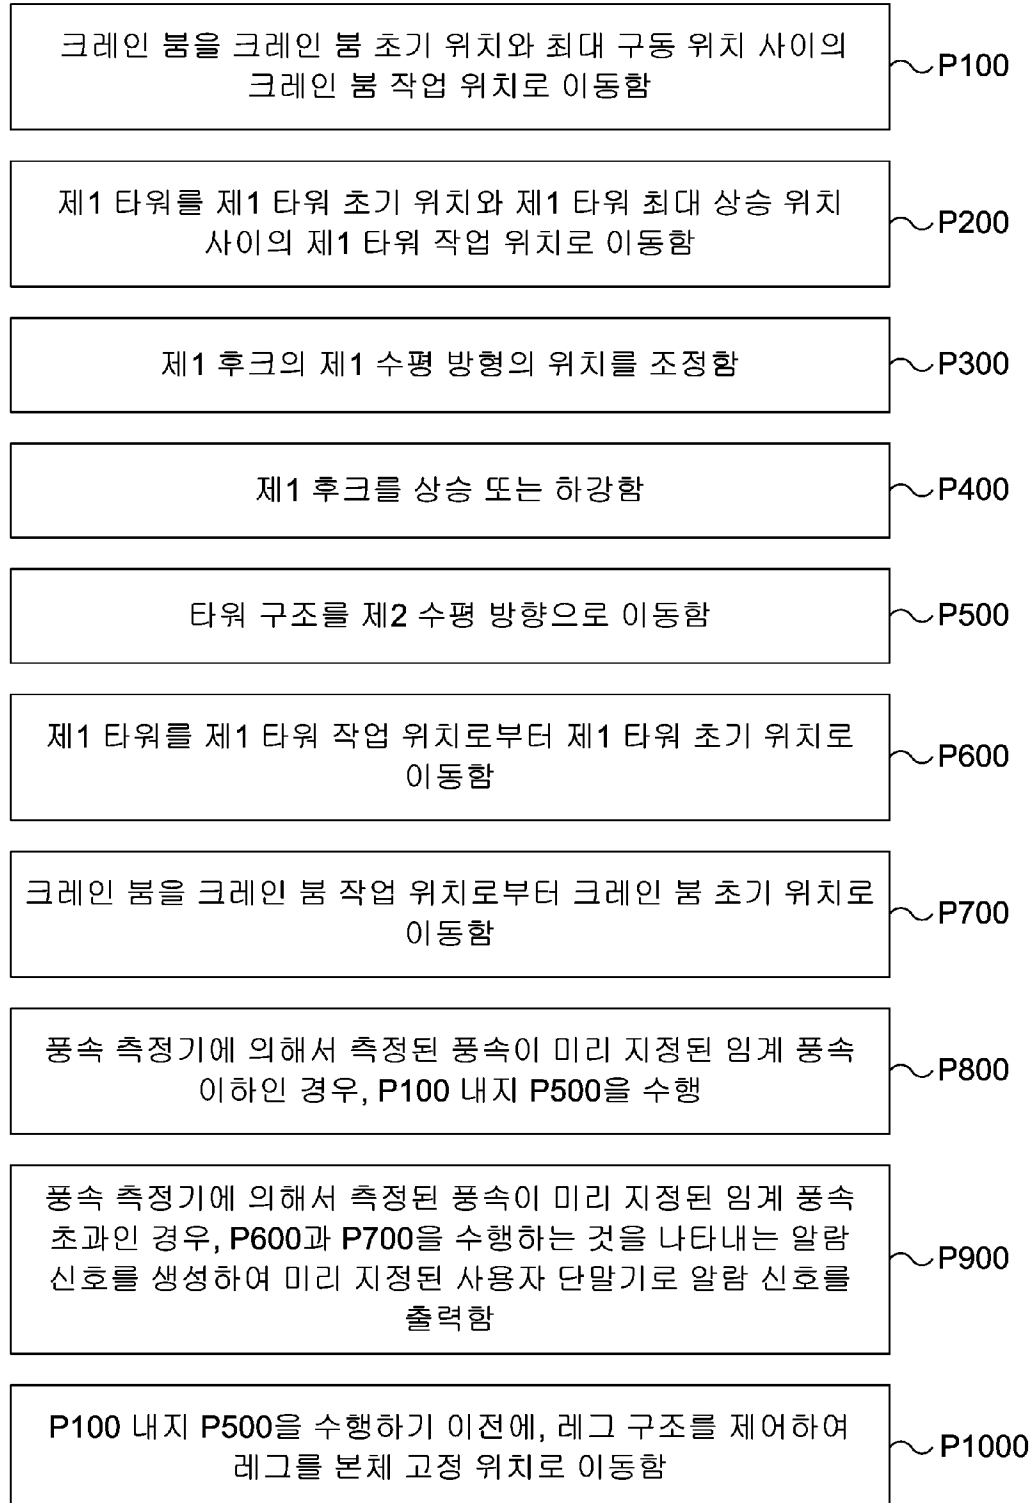 크레인 붐을 크레인 붐 초기 위치와 최대 구동 위치 사이의
크레인 붐 작업 위치로 이동함
P100
제1 타워를 제1 타워 초기 위치와 제1 타워 최대 상승 위치
사이의 제1 타워 작업 위치로 이동함
P200
제1 후크의 제1 수평 방형의 위치를 조정함
P300
제1 후크를 상승 또는 하강함
P400
타워 구조를 제2 수평 방향으로 이동함
P500
제1 타워를 제1 타워 작업 위치로부터 제1 타워 초기 위치로
이동함
P600
크레인 붐을 크레인 붐 작업 위치로부터 크레인 붐 초기 위치로
이동함
P700
풍속 측정기에 의해서 측정된 풍속이 미리 지정된 임계 풍속
이하인 경우, P100 내지 P500을 수행
P800
풍속 측정기에 의해서 측정된 풍속이 미리 지정된 임계 풍속
초과인 경우, P600과 P700을 수행하는 것을 나타내는 알람
신호를 생성하여 미리 지정된 사용자 단말기로 알람 신호를
출력함
P900
P100 내지 P500을 수행하기 이전에, 레그 구조를 제어하여
레그를 본체 고정 위치로 이동함
P1000